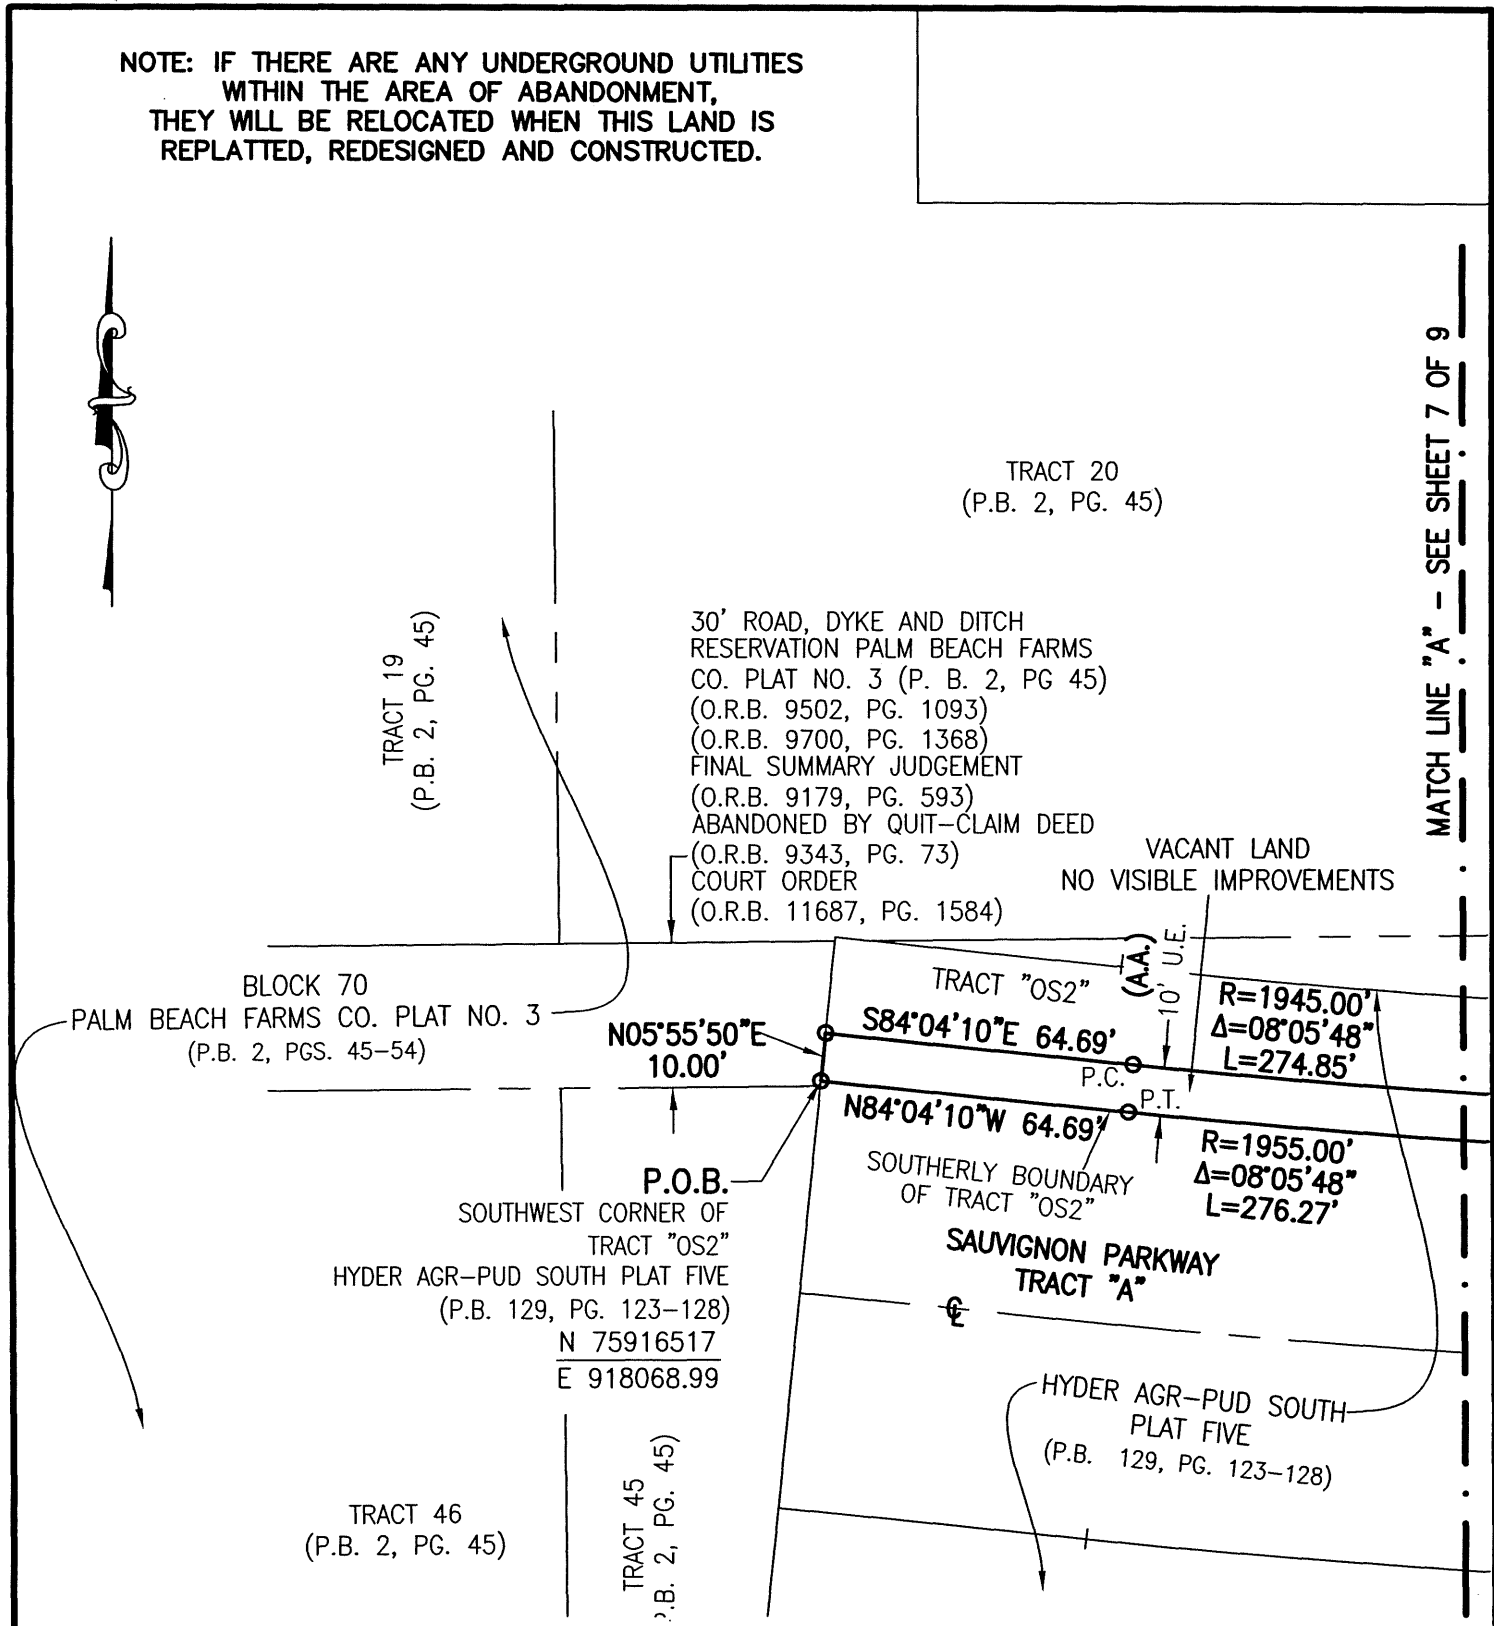 NOTE: IF THERE ARE ANY UNDERGROUND UTILITIES
WITHIN THE AREA OF ABANDONMENT,
THEY WILL BE RELOCATED WHEN THIS LAND IS
REPLATTED, REDESIGNED AND CONSTRUCTED.
MATCH LINE "A" - SEE SHEET 7 OF 9
TRACT 20
(P.B. 2, PG. 45)
TRACT 19
(P.B. 2, PG. 45)
30' ROAD, DYKE AND DITCH
RESERVATION PALM BEACH FARMS
CO. PLAT NO. 3 (P. B. 2, PG 45)
(O.R.B. 9502, PG. 1093)
(O.R.B. 9700, PG. 1368)
FINAL SUMMARY JUDGEMENT
(O.R.B. 9179, PG. 593)
ABANDONED BY QUIT-CLAIM DEED
(O.R.B. 9343, PG. 73)
COURT ORDER
(O.R.B. 11687, PG. 1584)
VACANT LAND
NO VISIBLE IMPROVEMENTS
BLOCK 70
PALM BEACH FARMS CO. PLAT NO. 3
(P.B. 2, PGS. 45-54)
TRACT "OS2"
(A.A.)
10' U.E.
N05°55'50"E
10.00'
S84°04'10"E 64.69'
R=1945.00'
Δ=08°05'48"
L=274.85'
P.C.
P.T.
N84°04'10"W 64.69'
R=1955.00'
Δ=08°05'48"
L=276.27'
SOUTHERLY BOUNDARY
OF TRACT "OS2"
P.O.B.
SOUTHWEST CORNER OF
TRACT "OS2"
HYDER AGR-PUD SOUTH PLAT FIVE
(P.B. 129, PG. 123-128)
N 75916517
E 918068.99
SAUVIGNON PARKWAY
TRACT "A"
℄
HYDER AGR-PUD SOUTH
PLAT FIVE
(P.B. 129, PG. 123-128)
TRACT 46
(P.B. 2, PG. 45)
TRACT 45
P.B. 2, PG. 45)